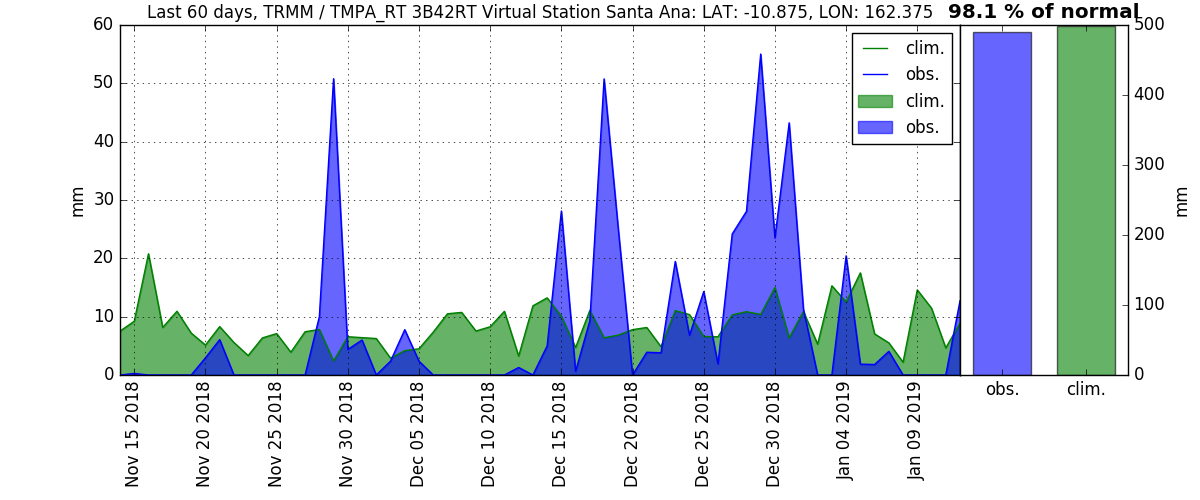 Last 60 days, TRMM / TMPA_RT 3B42RT Virtual Station Santa Ana: LAT: -10.875, LON: 162.375
98.1 % of normal
60
50
40
30
20
10
0
mm
clim.
obs.
clim.
obs.
500
400
300
200
100
0
mm
obs.
clim.
Nov 15 2018
Nov 20 2018
Nov 25 2018
Nov 30 2018
Dec 05 2018
Dec 10 2018
Dec 15 2018
Dec 20 2018
Dec 25 2018
Dec 30 2018
Jan 04 2019
Jan 09 2019